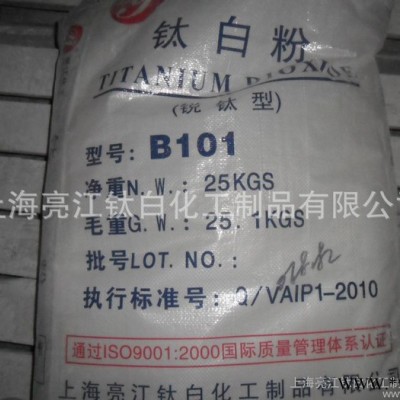 钛白粉
TITANIUM DIOXIDE
(锐钛型)
型号: B101
净重N.W.: 25KGS
上海亮江钛白化工制品有限公司
毛重G.W.: 25.1KGS
批号LOT.NO.:
执行标准号: Q/VAIP1-2010
通过ISO9001:2000国际质量管理体系认证
上海亮江钛白化工制品有限公